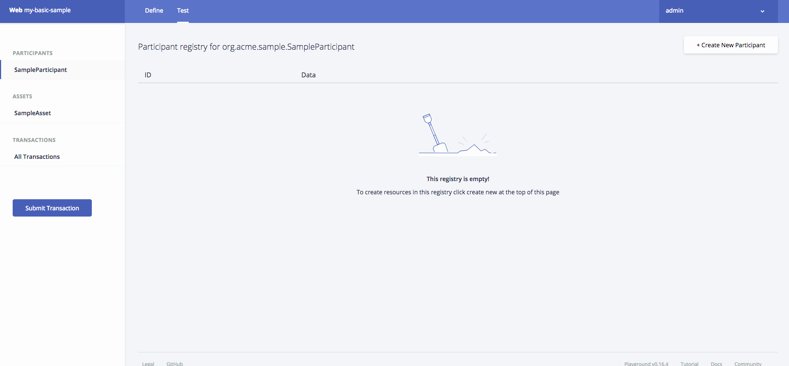 Web my-basic-sample
Define
Test
admin
PARTICIPANTS
SampleParticipant
ASSETS
SampleAsset
TRANSACTIONS
All Transactions
Submit Transaction
Participant registry for org.acme.sample.SampleParticipant
+ Create New Participant
ID
Data
This registry is empty!
To create resources in this registry click create new at the top of this page
Legal
GitHub
Playground v0.16.4
Tutorial
Docs
Community